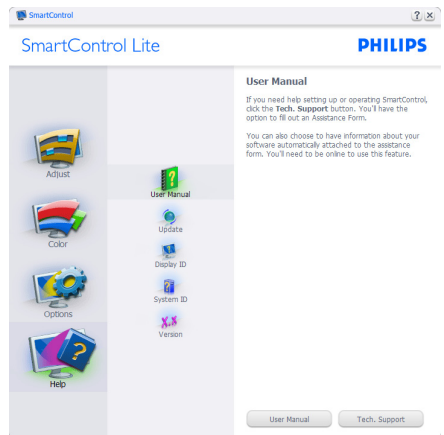 SmartControl
SmartControl Lite
PHILIPS
Adjust
Color
Options
Help
User Manual
Update
Display ID
System ID
Version
User Manual
If you need help setting up or operating SmartControl,
click the Tech. Support button. You'll have the
option to fill out an Assistance Form.
You can also choose to have information about your
software automatically attached to the assistance
form. You'll need to be online to use this feature.
User Manual
Tech. Support